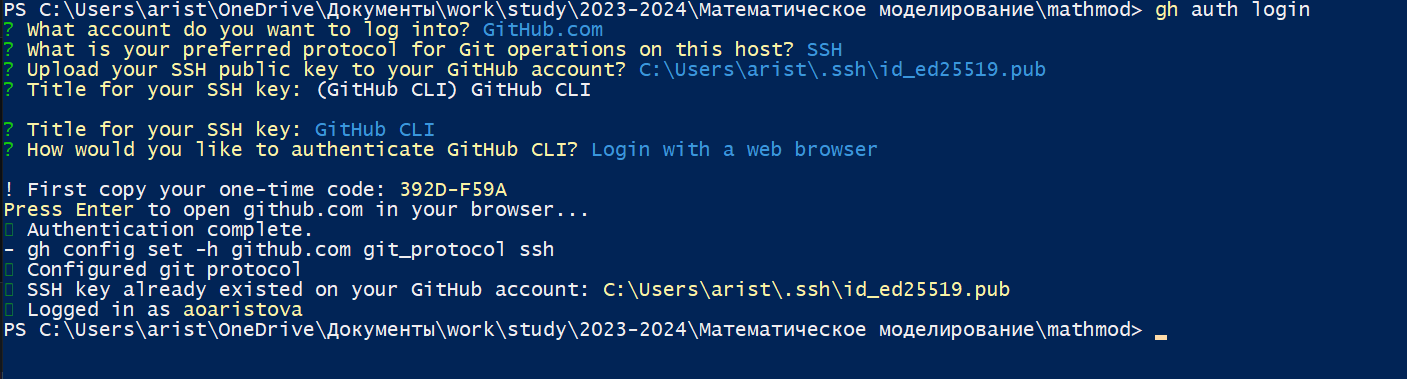 PS C:\Users\arist\OneDrive\Документы\work\study\2023-2024\Математическое моделирование\mathmod> gh auth login
? What account do you want to log into? GitHub.com
? What is your preferred protocol for Git operations on this host? SSH
? Upload your SSH public key to your GitHub account? C:\Users\arist\.ssh\id_ed25519.pub
? Title for your SSH key: (GitHub CLI) GitHub CLI
? Title for your SSH key: GitHub CLI
? How would you like to authenticate GitHub CLI? Login with a web browser
! First copy your one-time code: 392D-F59A
Press Enter to open github.com in your browser...
Authentication complete.
- gh config set -h github.com git_protocol ssh
Configured git protocol
SSH key already existed on your GitHub account: C:\Users\arist\.ssh\id_ed25519.pub
Logged in as aoaristova
PS C:\Users\arist\OneDrive\Документы\work\study\2023-2024\Математическое моделирование\mathmod>